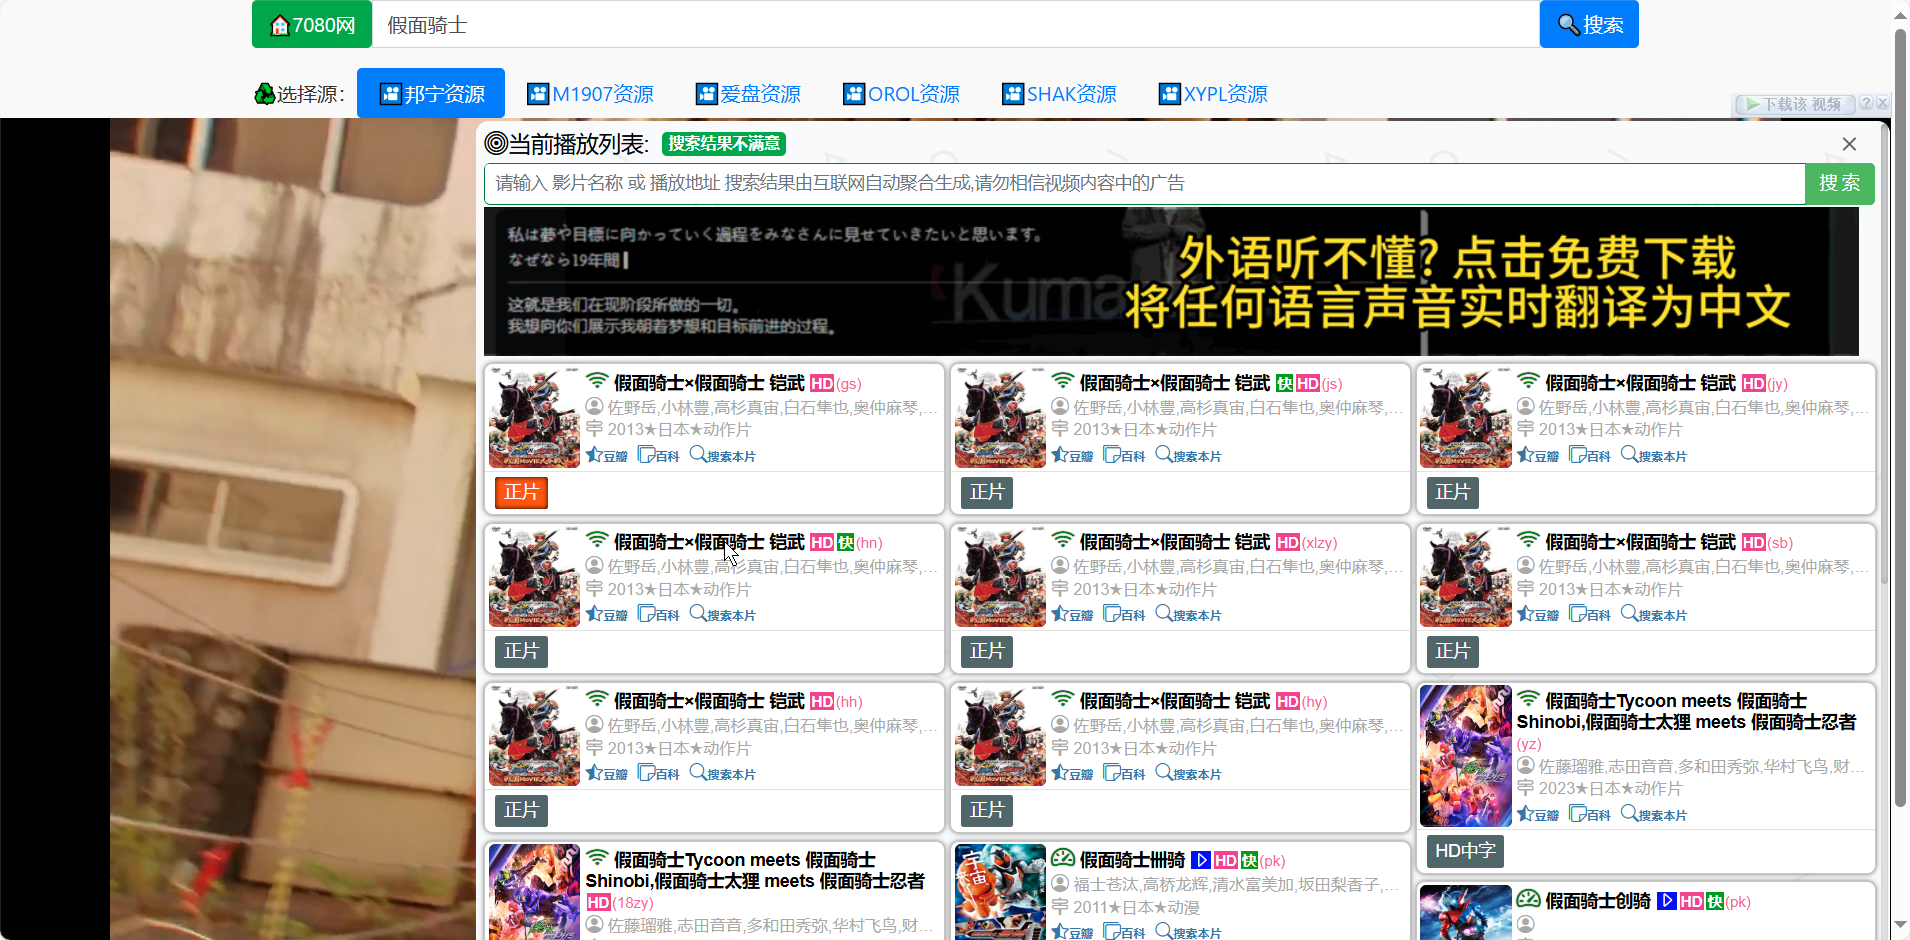 7080网
假面骑士
搜索
选择源：
邦宁资源
M1907资源
爱盘资源
OROL资源
SHAK资源
XYPL资源
下载该 视频
当前播放列表:
搜索结果不满意
请输入 影片名称 或 播放地址 搜索结果由互联网自动聚合生成,请勿相信视频内容中的广告
搜 索
私は夢や目標に向かっていく過程をみなさんに見せていきたいと思います。
なぜなら19年間
这就是我们在现阶段所做的一切。
我想向你们展示我朝着梦想和目标前进的过程。
Kuma
外语听不懂? 点击免费下载
将任何语言声音实时翻译为中文
假面骑士×假面骑士 铠武 HD(gs)
佐野岳,小林豊,高杉真宙,白石隼也,奥仲麻琴,...
2013★日本★动作片
豆瓣 百科 搜索本片
正片
假面骑士×假面骑士 铠武 快HD(js)
佐野岳,小林豊,高杉真宙,白石隼也,奥仲麻琴,...
2013★日本★动作片
豆瓣 百科 搜索本片
正片
假面骑士×假面骑士 铠武 HD(jy)
佐野岳,小林豊,高杉真宙,白石隼也,奥仲麻琴,...
2013★日本★动作片
豆瓣 百科 搜索本片
正片
假面骑士×假面骑士 铠武 HD快(hn)
佐野岳,小林豊,高杉真宙,白石隼也,奥仲麻琴,...
2013★日本★动作片
豆瓣 百科 搜索本片
正片
假面骑士×假面骑士 铠武 HD(xlzy)
佐野岳,小林豊,高杉真宙,白石隼也,奥仲麻琴,...
2013★日本★动作片
豆瓣 百科 搜索本片
正片
假面骑士×假面骑士 铠武 HD(sb)
佐野岳,小林豊,高杉真宙,白石隼也,奥仲麻琴,...
2013★日本★动作片
豆瓣 百科 搜索本片
正片
假面骑士×假面骑士 铠武 HD(hh)
佐野岳,小林豊,高杉真宙,白石隼也,奥仲麻琴,...
2013★日本★动作片
豆瓣 百科 搜索本片
正片
假面骑士×假面骑士 铠武 HD(hy)
佐野岳,小林豊,高杉真宙,白石隼也,奥仲麻琴,...
2013★日本★动作片
豆瓣 百科 搜索本片
正片
假面骑士Tycoon meets 假面骑士
Shinobi,假面骑士太狸 meets 假面骑士忍者
(yz)
佐藤瑠雅,志田音音,多和田秀弥,华村飞鸟,财...
2023★日本★动作片
豆瓣 百科 搜索本片
HD中字
假面骑士Tycoon meets 假面骑士
Shinobi,假面骑士太狸 meets 假面骑士忍者
HD(18zy)
佐藤瑠雅,志田音音,多和田秀弥,华村飞鸟,财...
假面骑士卌骑 HD快(pk)
福士苍汰,高桥龙辉,清水富美加,坂田梨香子,...
2011★日本★动漫
豆瓣 百科 搜索本片
假面骑士创骑 HD快(pk)